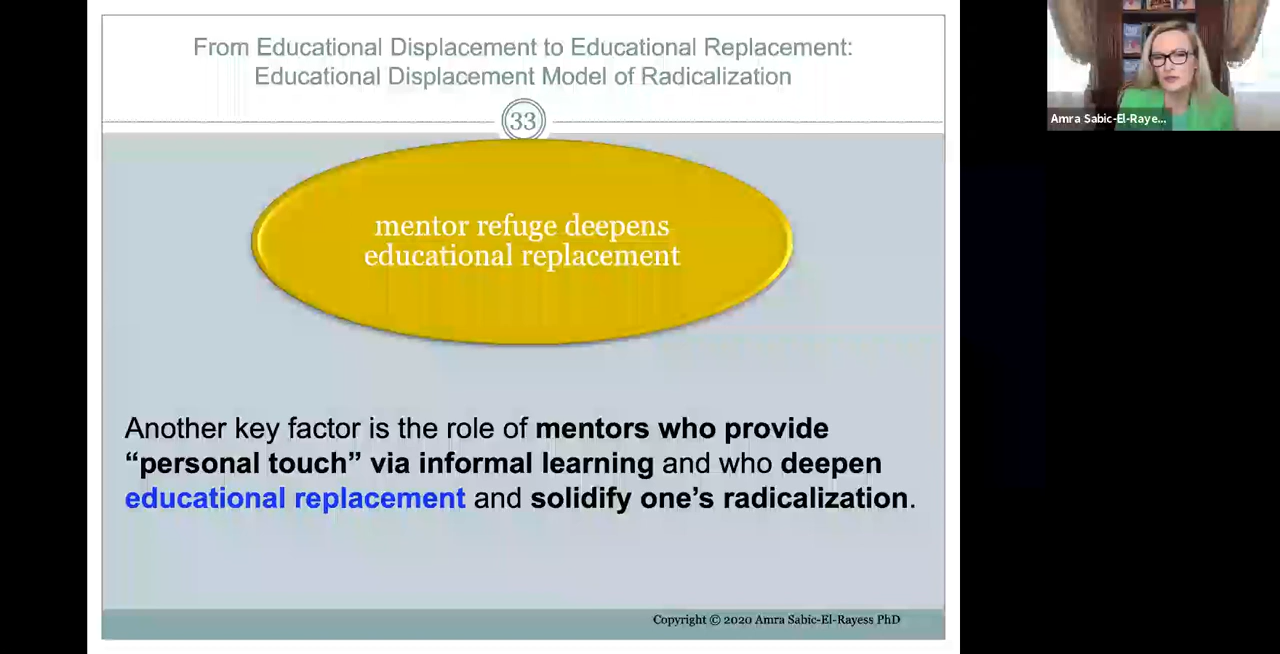 From Educational Displacement to Educational Replacement:
Educational Displacement Model of Radicalization
33
mentor refuge deepens
educational replacement
Another key factor is the role of mentors who provide
“personal touch” via informal learning and who deepen
educational replacement and solidify one’s radicalization.
Copyright © 2020 Amra Sabic-El-Rayess PhD
Amra Sabic-El-Raye...